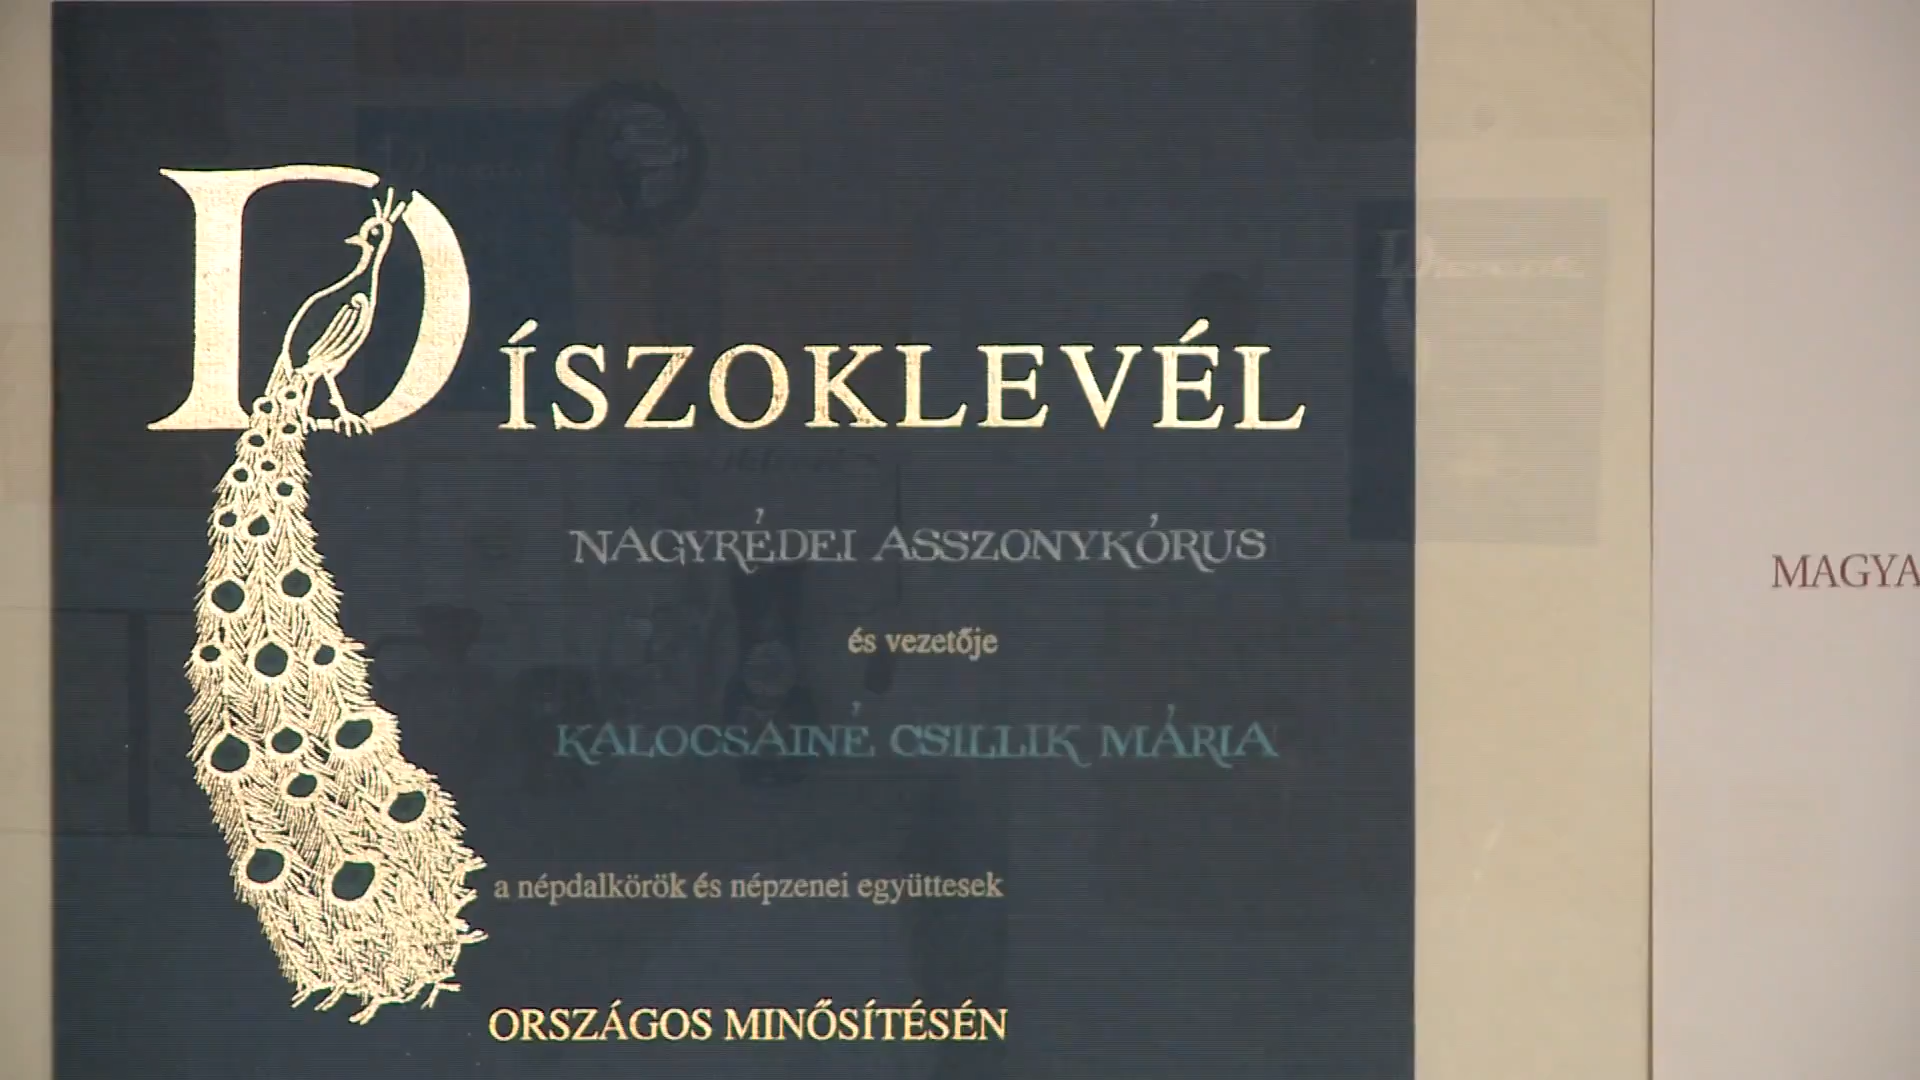 DÍSZOKLEVÉL
NAGYRÉDEI ASSZONYKÓRUS
és vezetője
KALOCSAINÉ CSILLIK MÁRIA
a népdalkörök és népzenei együttesek
ORSZÁGOS MINŐSÍTÉSÉN
MAGYA